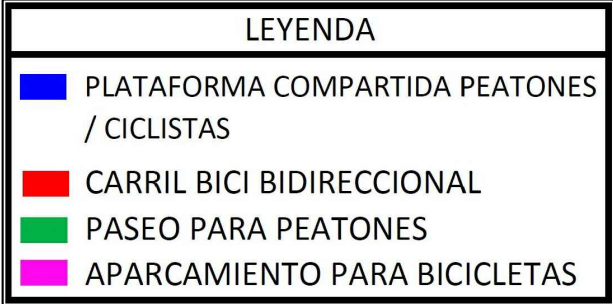 LEYENDA
PLATAFORMA COMPARTIDA PEATONES
/ CICLISTAS
CARRIL BICI BIDIRECCIONAL
PASEO PARA PEATONES
APARCAMIENTO PARA BICICLETAS